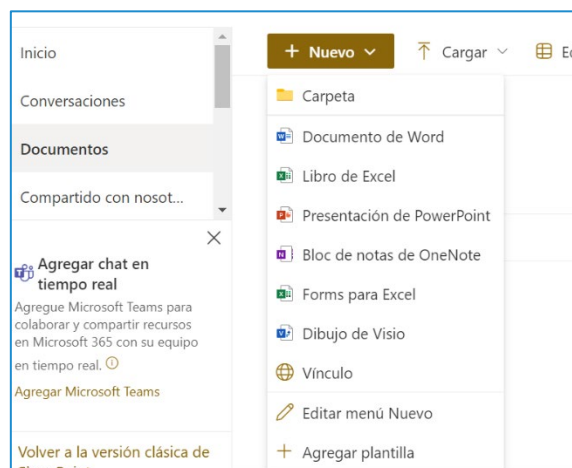 Inicio
Conversaciones
Documentos
Compartido con nosot...
Agregar chat en
tiempo real
Agregue Microsoft Teams para
colaborar y compartir recursos
en Microsoft 365 con su equipo
en tiempo real.
Agregar Microsoft Teams
Volver a la versión clásica de
+ Nuevo
Cargar
Carpeta
Documento de Word
Libro de Excel
Presentación de PowerPoint
Bloc de notas de OneNote
Forms para Excel
Dibujo de Visio
Vínculo
Editar menú Nuevo
+ Agregar plantilla